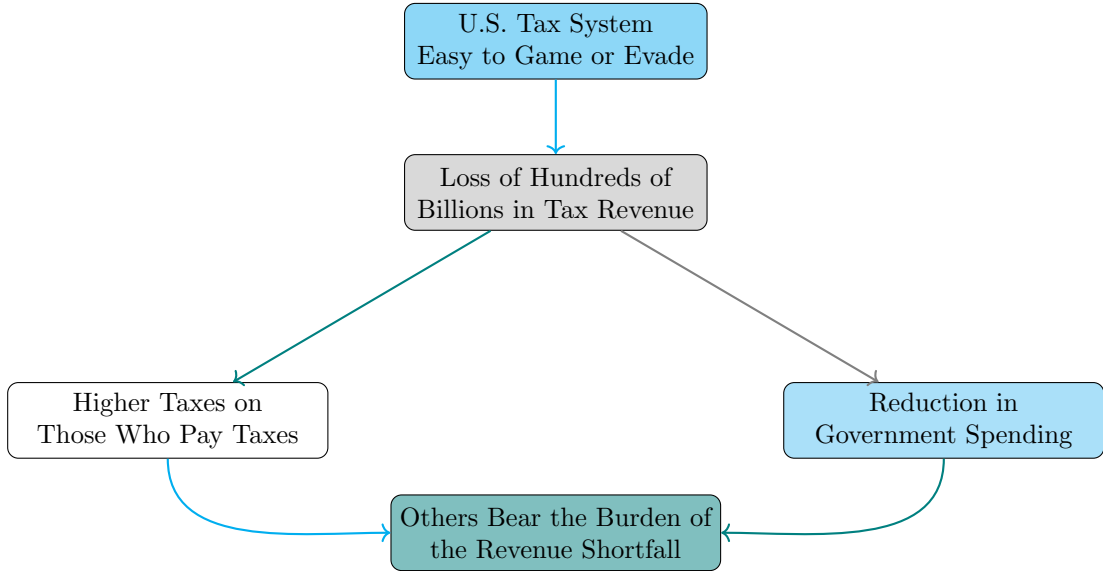 U.S. Tax System
Easy to Game or Evade
Loss of Hundreds of
Billions in Tax Revenue
Higher Taxes on
Those Who Pay Taxes
Reduction in
Government Spending
Others Bear the Burden of
the Revenue Shortfall